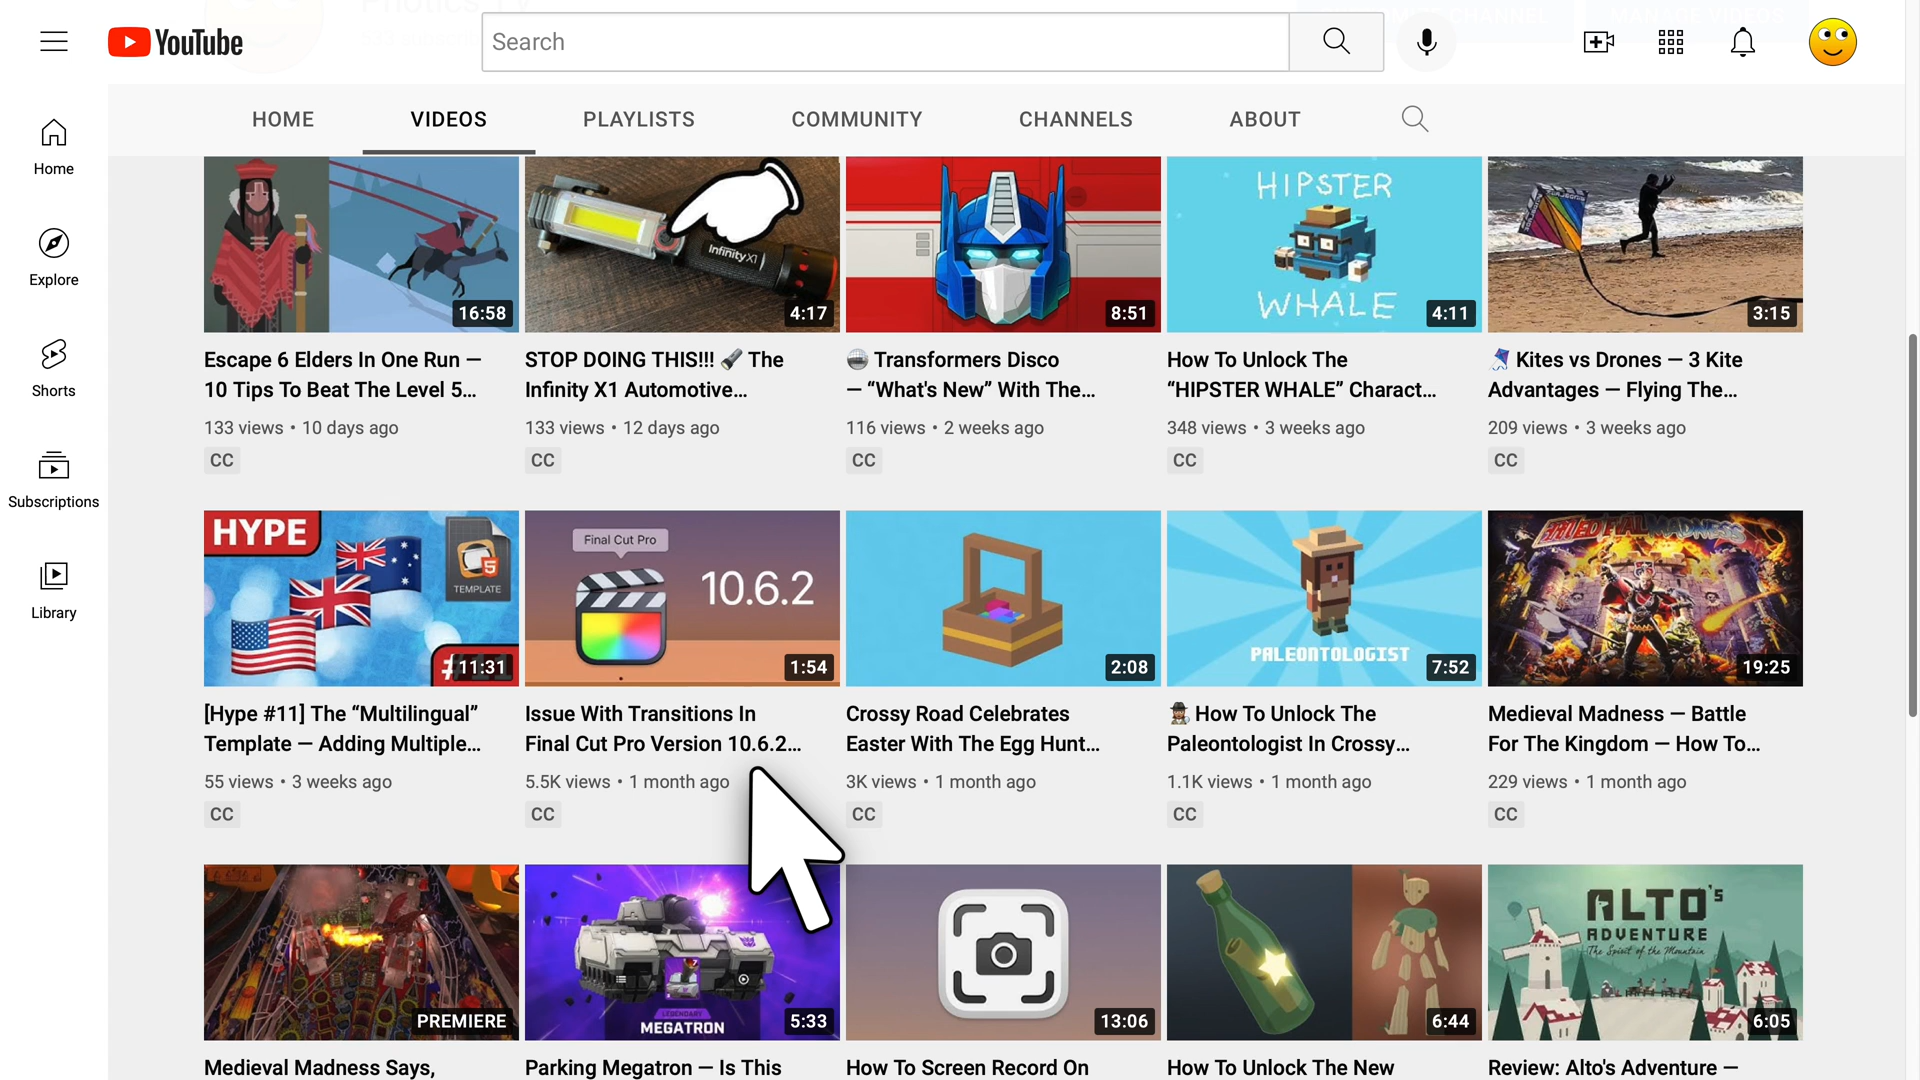 YouTube
Search
HOME
VIDEOS
PLAYLISTS
COMMUNITY
CHANNELS
ABOUT
Home
Explore
Shorts
Subscriptions
Library
16:58
Infinity X1
4:17
8:51
HIPSTER
WHALE
4:11
3:15
Escape 6 Elders In One Run —
10 Tips To Beat The Level 5...
133 views • 10 days ago
CC
STOP DOING THIS!!! 🔦 The
Infinity X1 Automotive...
133 views • 12 days ago
CC
🪩 Transformers Disco
— “What's New” With The...
116 views • 2 weeks ago
CC
How To Unlock The
“HIPSTER WHALE” Charact...
348 views • 3 weeks ago
CC
🪁 Kites vs Drones — 3 Kite
Advantages — Flying The...
209 views • 3 weeks ago
CC
HYPE
5
TEMPLATE
11:31
Final Cut Pro
10.6.2
1:54
2:08
PALEONTOLOGIST
7:52
MADNESS
19:25
[Hype #11] The “Multilingual”
Template — Adding Multiple...
55 views • 3 weeks ago
CC
Issue With Transitions In
Final Cut Pro Version 10.6.2...
5.5K views • 1 month ago
CC
Crossy Road Celebrates
Easter With The Egg Hunt...
3K views • 1 month ago
CC
🕵🏽 How To Unlock The
Paleontologist In Crossy...
1.1K views • 1 month ago
CC
Medieval Madness — Battle
For The Kingdom — How To...
229 views • 1 month ago
CC
PREMIERE
LEGENDARY
MEGATRON
5:33
13:06
6:44
ALTO'S
ADVENTURE
The Spirit of the Mountain
6:05
Medieval Madness Says,
Parking Megatron — Is This
How To Screen Record On
How To Unlock The New
Review: Alto's Adventure —